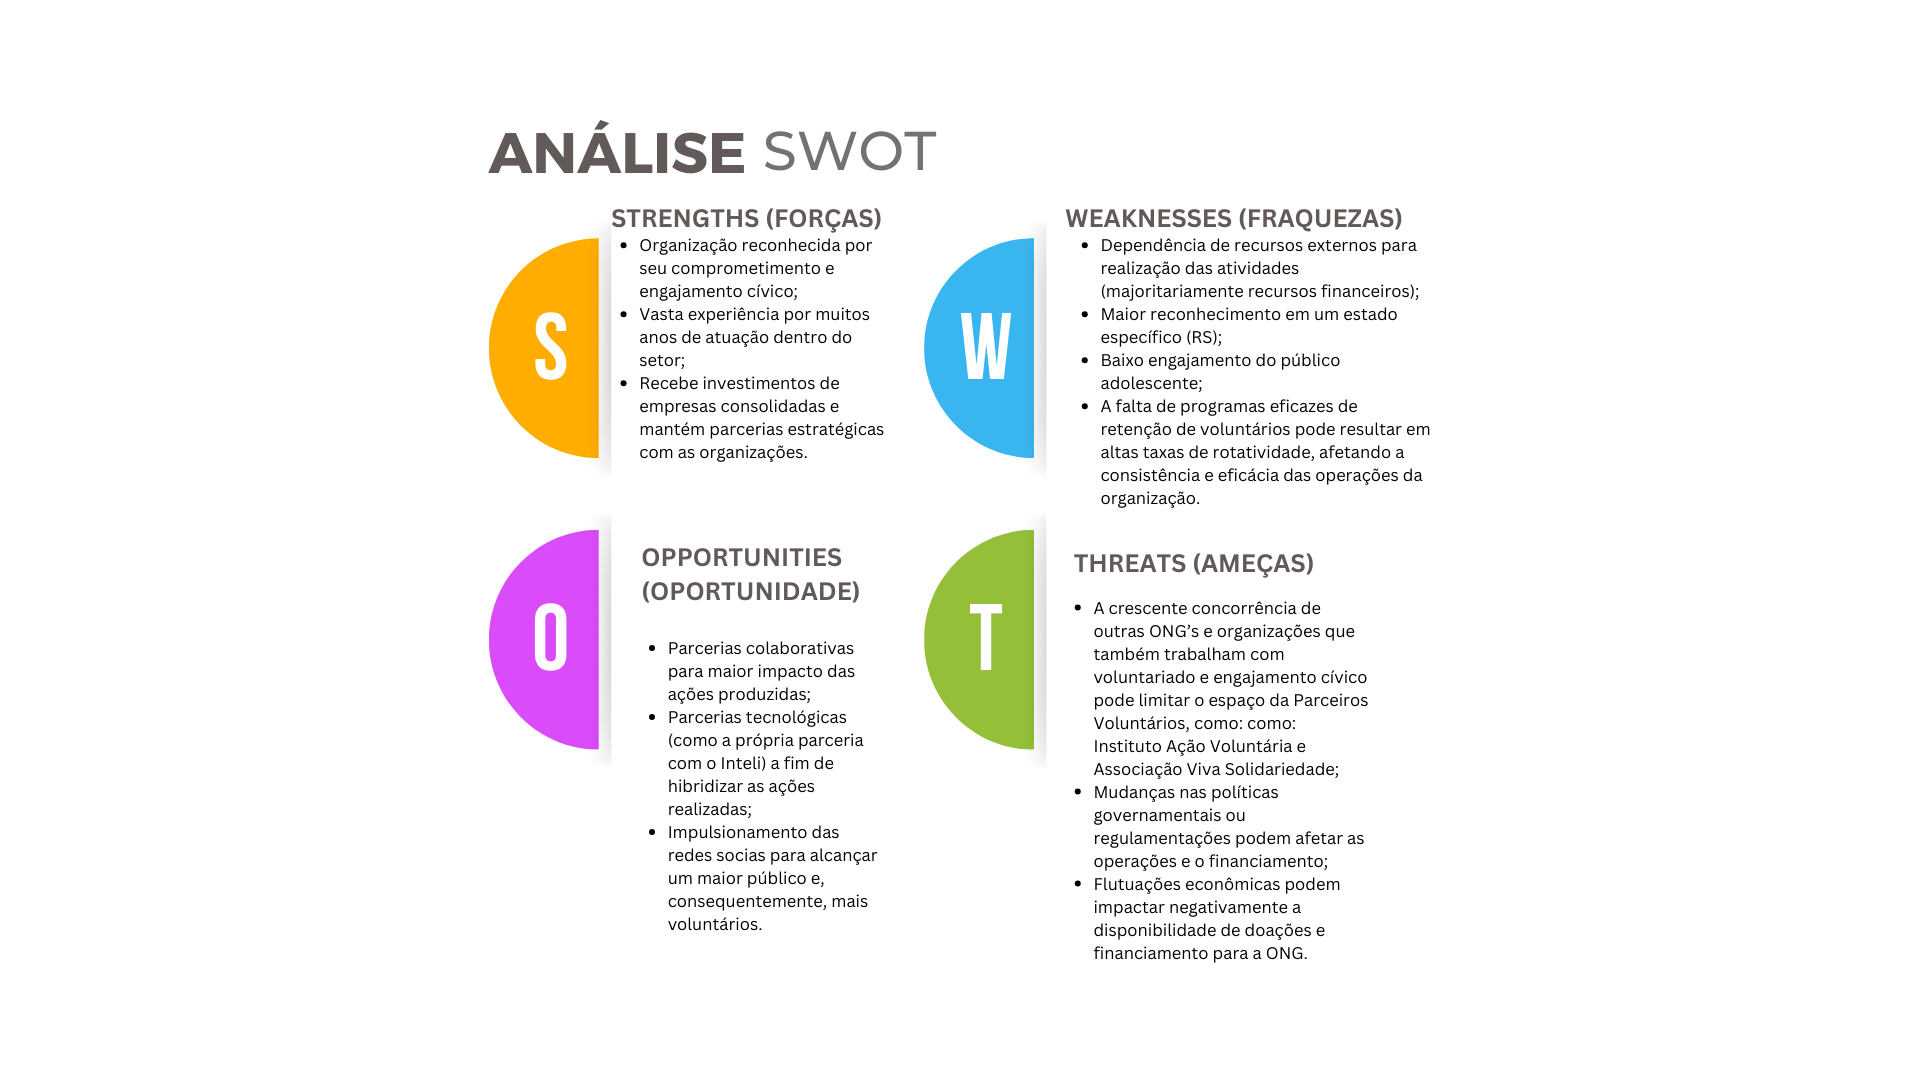 ANÁLISE SWOT
S
STRENGTHS (FORÇAS)
• Organização reconhecida por
seu comprometimento e
engajamento cívico;
• Vasta experiência por muitos
anos de atuação dentro do
setor;
• Recebe investimentos de
empresas consolidadas e
mantém parcerias estratégicas
com as organizações.
W
WEAKNESSES (FRAQUEZAS)
• Dependência de recursos externos para
realização das atividades
(majoritariamente recursos financeiros);
• Maior reconhecimento em um estado
específico (RS);
• Baixo engajamento do público
adolescente;
• A falta de programas eficazes de
retenção de voluntários pode resultar em
altas taxas de rotatividade, afetando a
consistência e eficácia das operações da
organização.
O
OPPORTUNITIES
(OPORTUNIDADE)
• Parcerias colaborativas
para maior impacto das
ações produzidas;
• Parcerias tecnológicas
(como a própria parceria
com o Inteli) a fim de
hibridizar as ações
realizadas;
• Impulsionamento das
redes socias para alcançar
um maior público e,
consequentemente, mais
voluntários.
T
THREATS (AMEÇAS)
• A crescente concorrência de
outras ONG’s e organizações que
também trabalham com
voluntariado e engajamento cívico
pode limitar o espaço da Parceiros
Voluntários, como: como:
Instituto Ação Voluntária e
Associação Viva Solidariedade;
• Mudanças nas políticas
governamentais ou
regulamentações podem afetar as
operações e o financiamento;
• Flutuações econômicas podem
impactar negativamente a
disponibilidade de doações e
financiamento para a ONG.